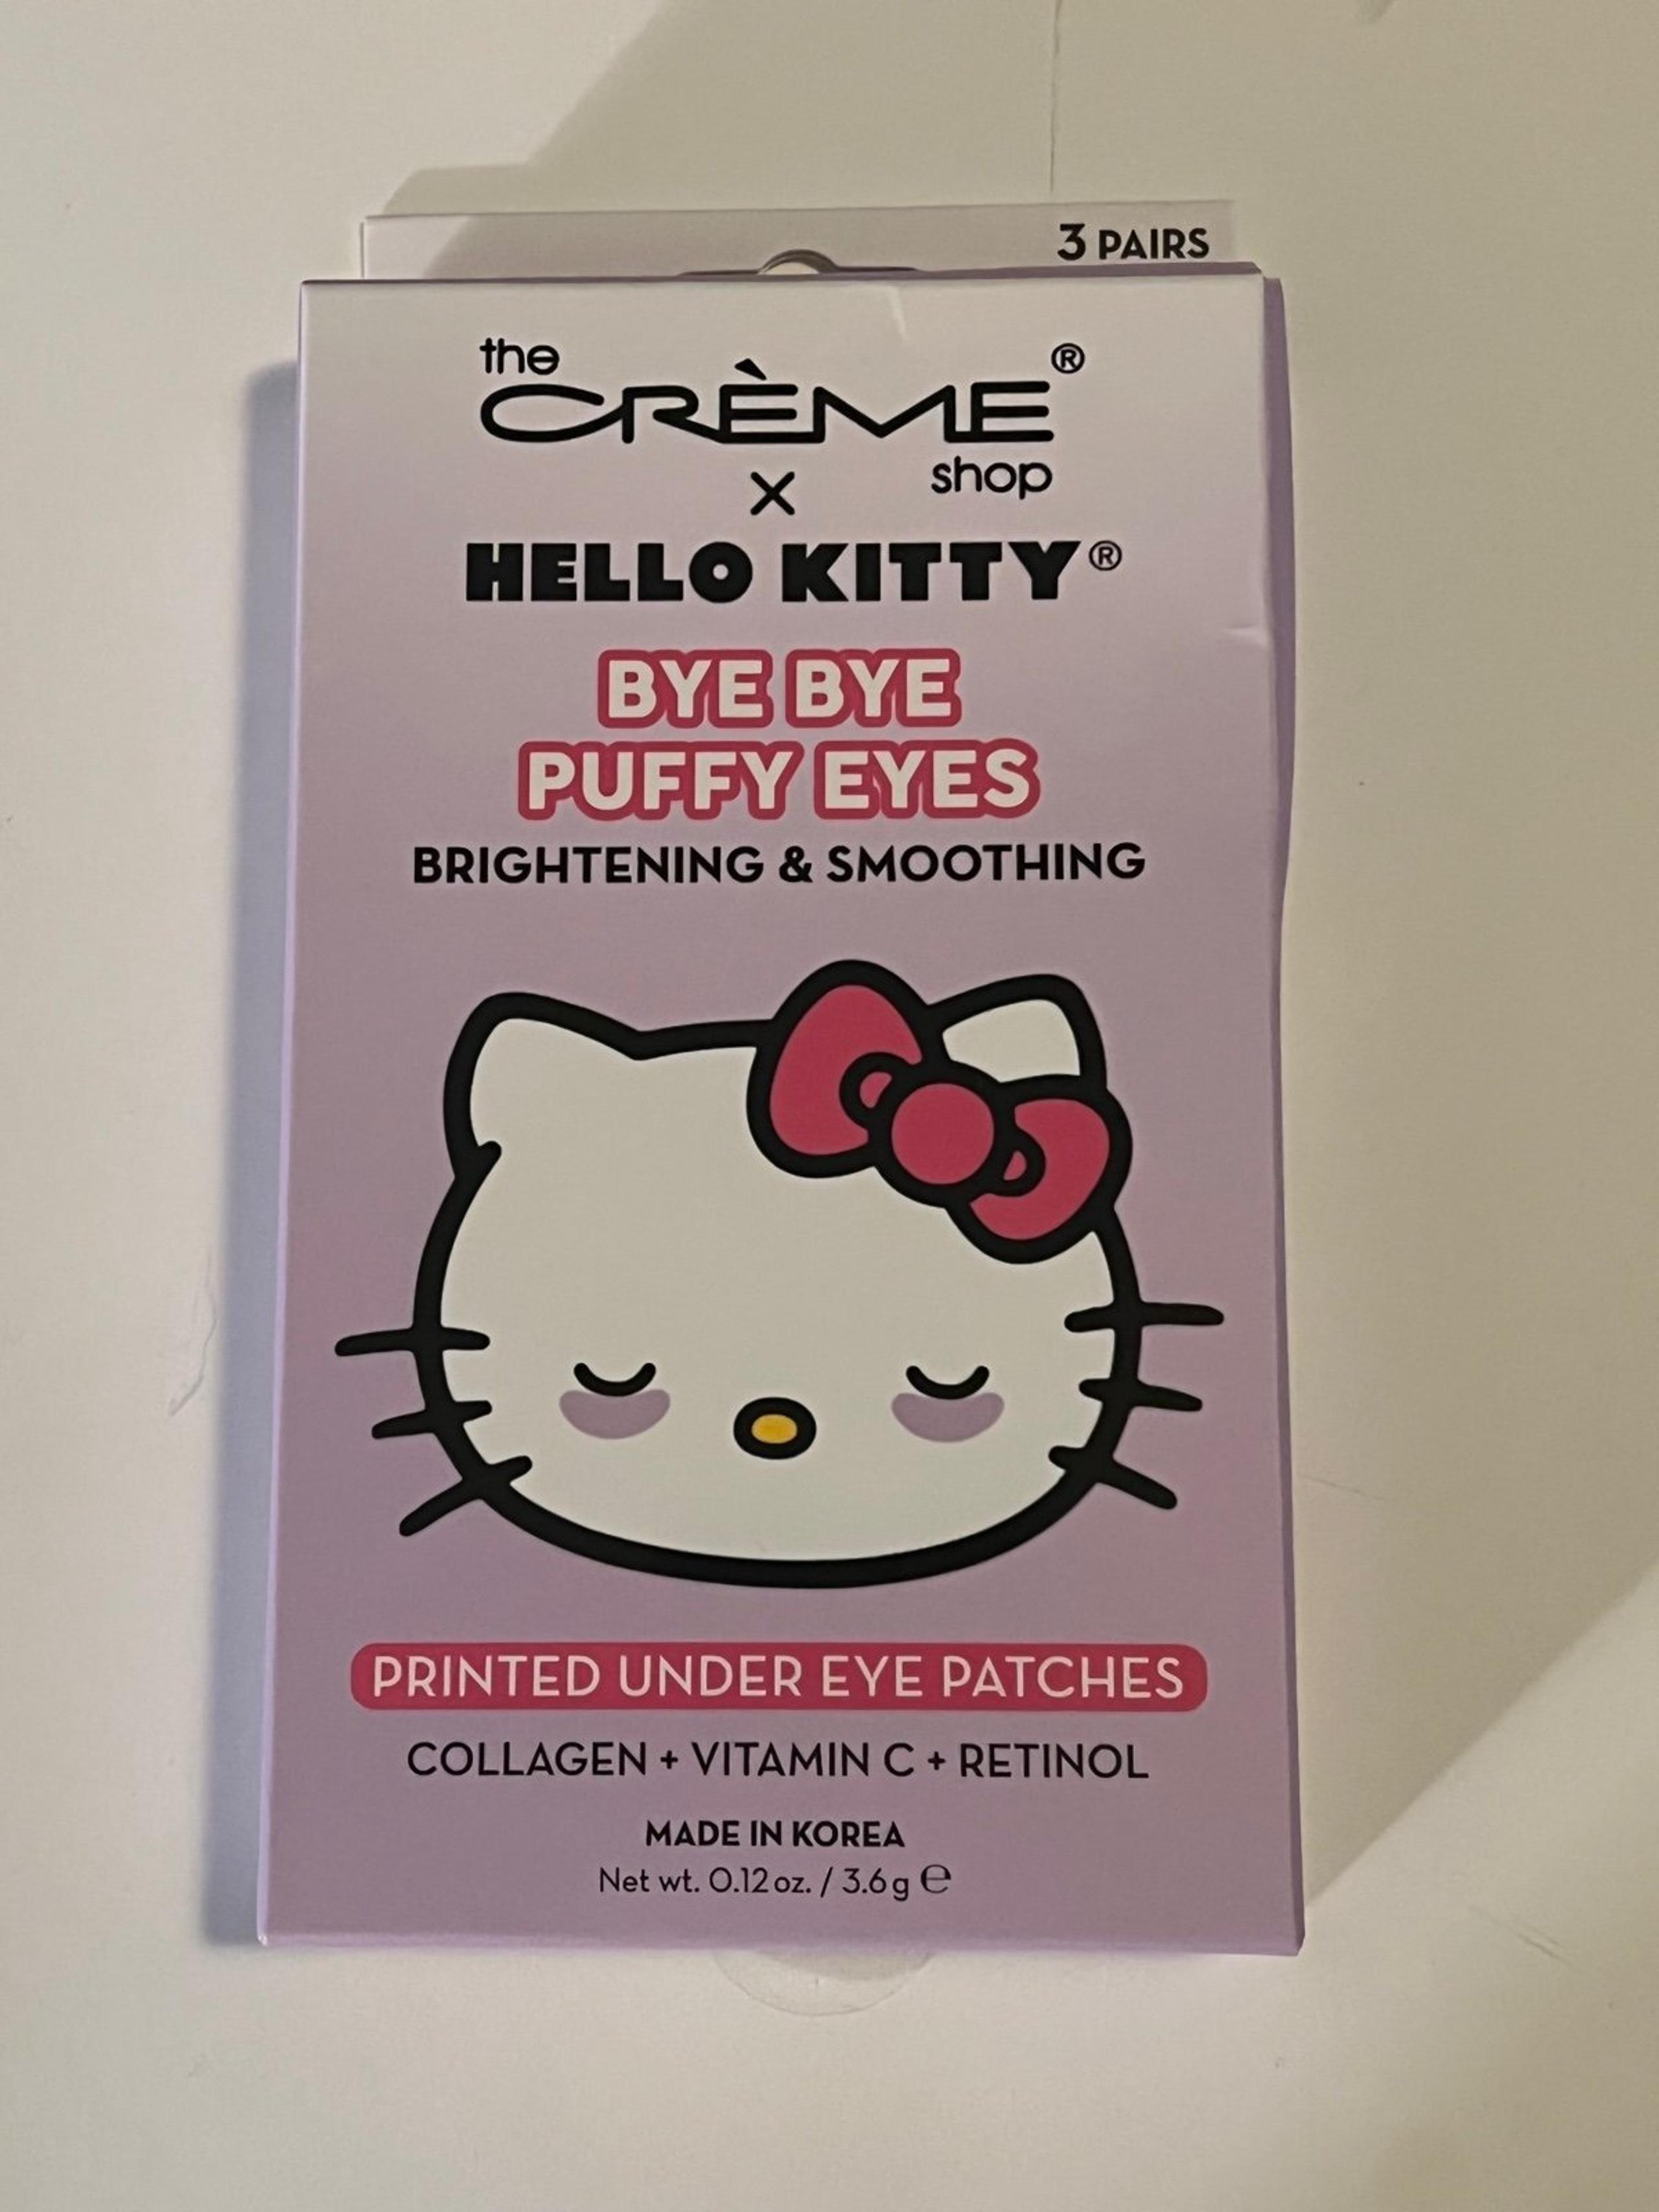 3 PAIRS
the
CRÈME®
shop
X
HELLO KITTY®
BYE BYE
PUFFY EYES
BRIGHTENING & SMOOTHING
PRINTED UNDER EYE PATCHES
COLLAGEN + VITAMIN C + RETINOL
MADE IN KOREA
Net wt. 0.12 oz. / 3.6 g ℮